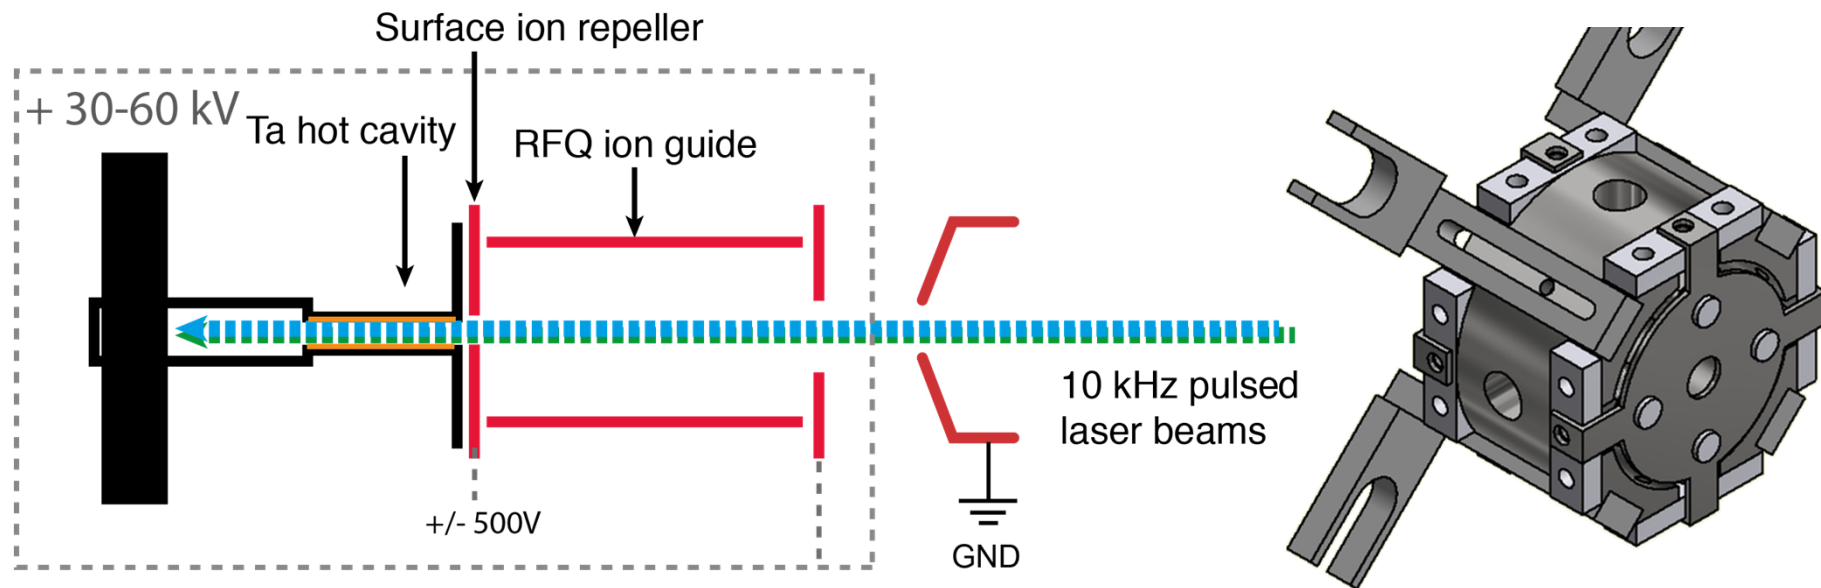 Surface ion repeller
+ 30-60 kV
Ta hot cavity
RFQ ion guide
10 kHz pulsed
laser beams
+/- 500V
GND